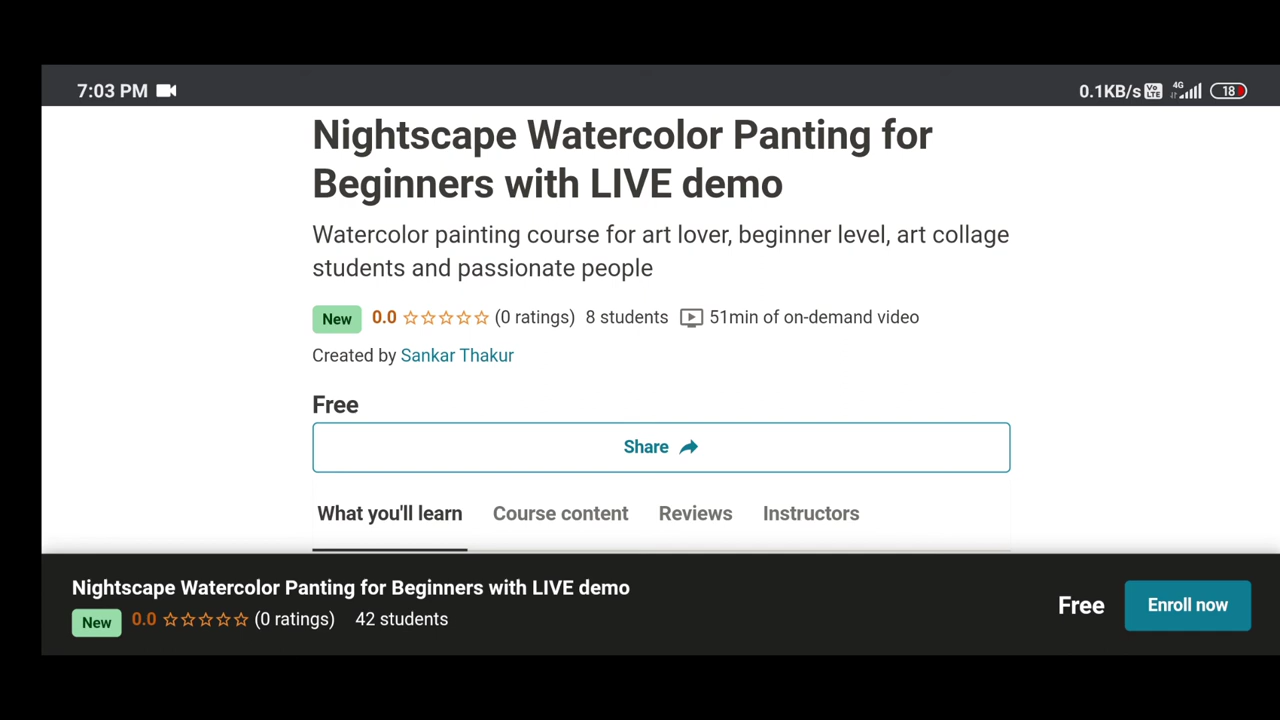 7:03 PM 0.1KB/s Vo LTE 4G 18
Nightscape Watercolor Panting for
Beginners with LIVE demo
Watercolor painting course for art lover, beginner level, art collage
students and passionate people
New 0.0 (0 ratings) 8 students 51min of on-demand video
Created by Sankar Thakur
Free
Share
What you'll learn Course content Reviews Instructors
Nightscape Watercolor Panting for Beginners with LIVE demo
New 0.0 (0 ratings) 42 students
Free Enroll now